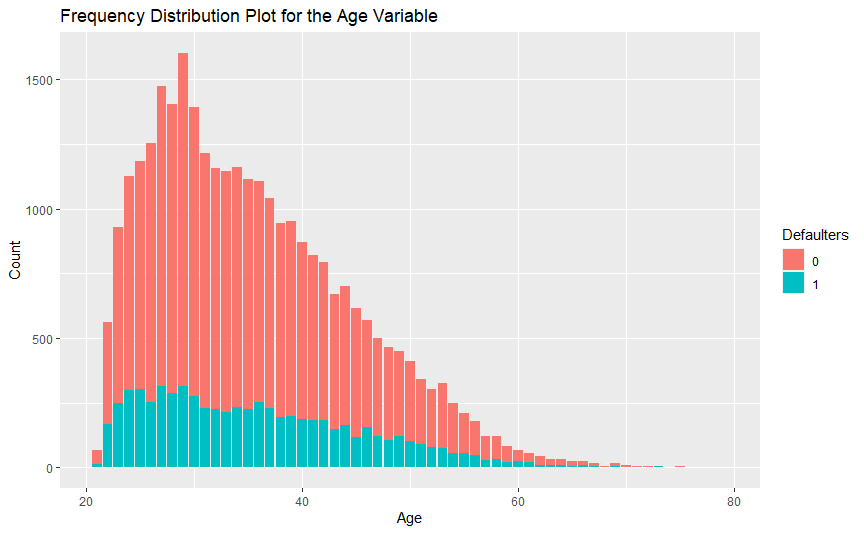 Frequency Distribution Plot for the Age Variable
1500
1000
500
0
Count
20
40
60
80
Age
Defaulters
0
1